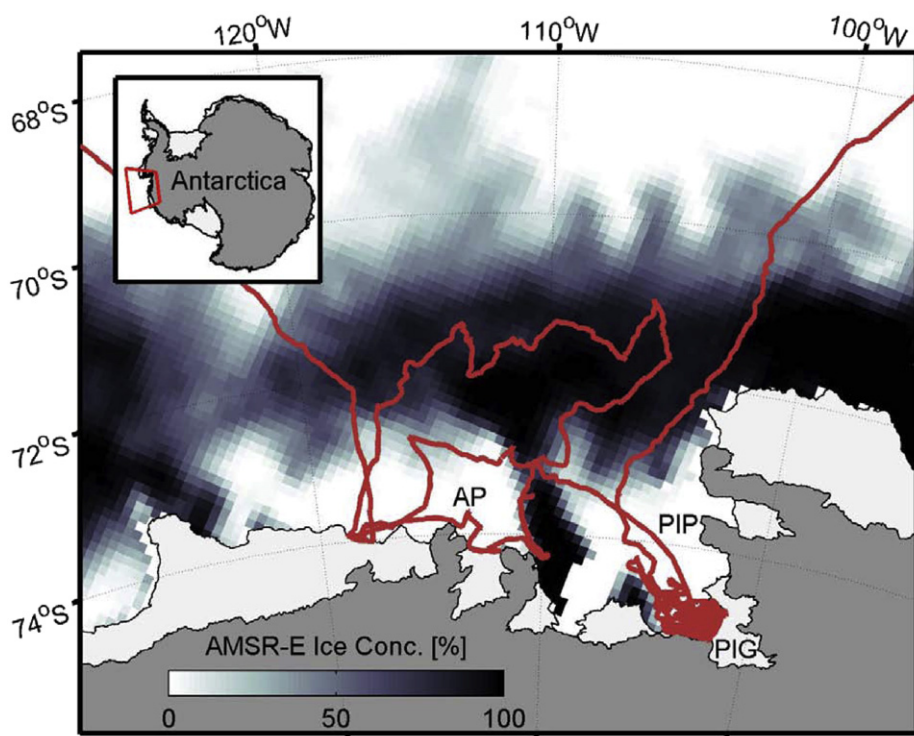 120°W 110°W 100°W
68°S
Antarctica
70°S
72°S
AP
PIP
74°S
PIG
AMSR-E Ice Conc. [%]
0 50 100